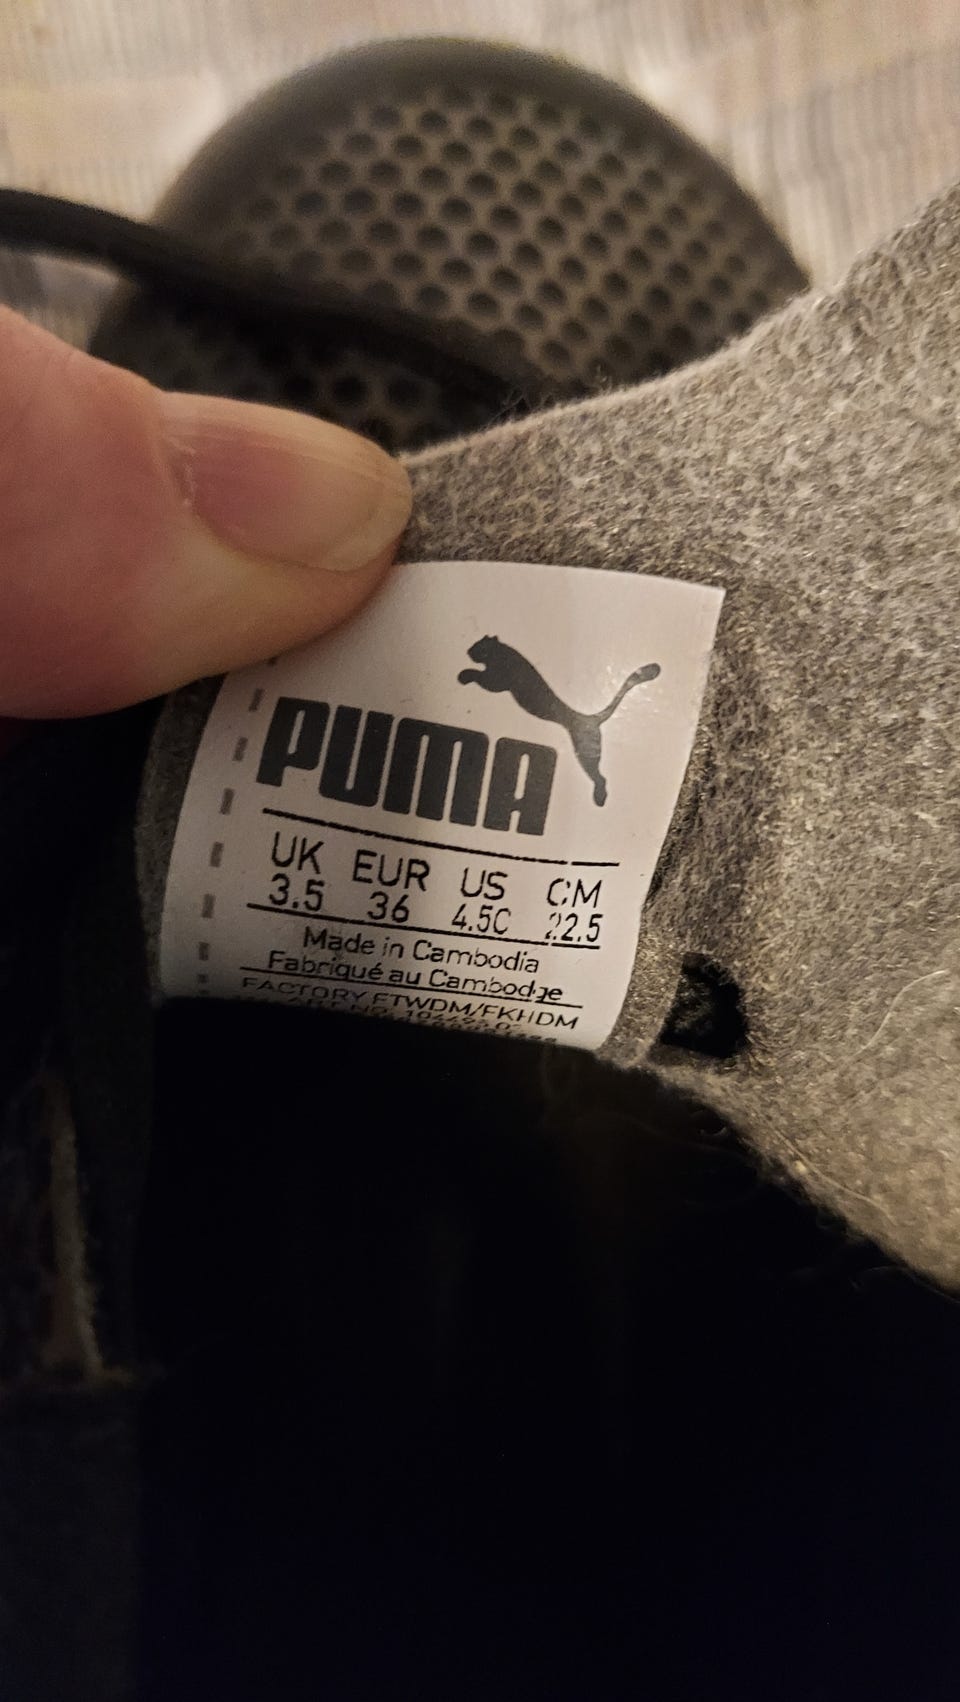 PUMA
UK EUR US CM
3.5 36 4.5C 22.5
Made in Cambodia
Fabriqué au Cambodge
FACTORY FTWDM/FKHDM